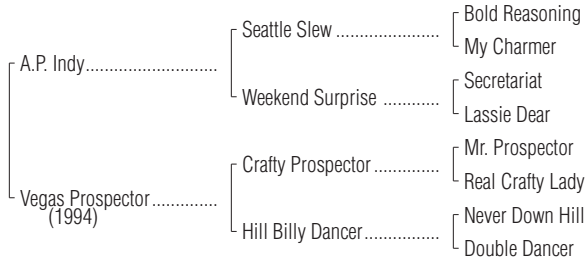 Bold Reasoning
Seattle Slew ....................
My Charmer
A.P. Indy.............................
Secretariat
Weekend Surprise ............
Lassie Dear
Mr. Prospector
Crafty Prospector ..............
Real Crafty Lady
Vegas Prospector..............
(1994)
Never Down Hill
Hill Billy Dancer................
Double Dancer